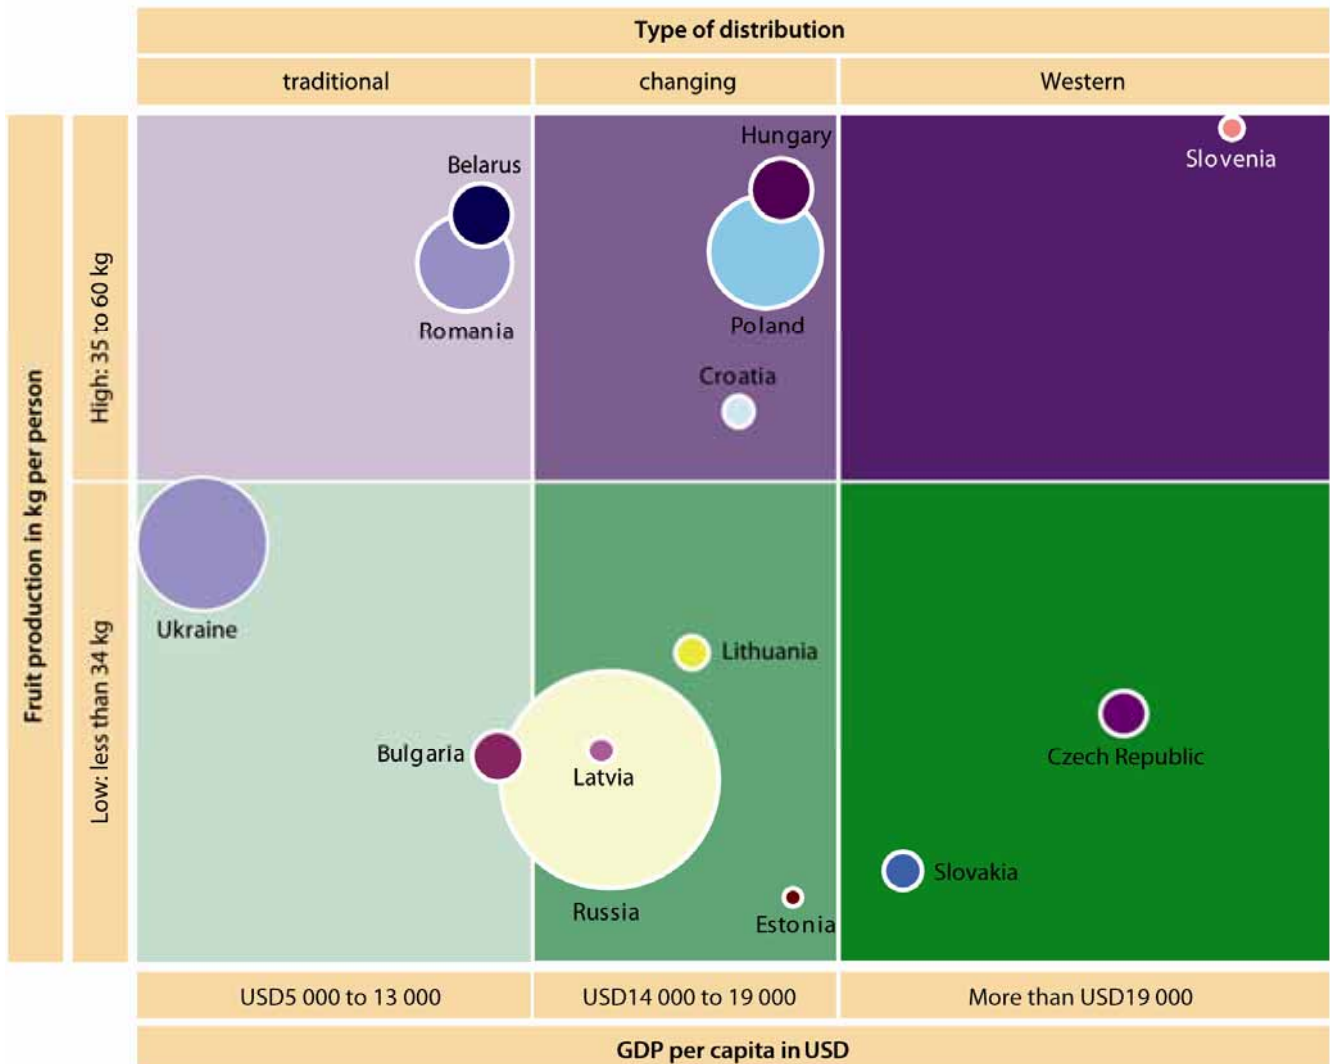 Type of distribution
traditional
changing
Western
Fruit production in kg per person
High: 35 to 60 kg
Low: less than 34 kg
Hungary
Slovenia
Belarus
Romania
Poland
Croatia
Ukraine
Lithuania
Bulgaria
Latvia
Czech Republic
Slovakia
Russia
Estonia
USD5 000 to 13 000
USD14 000 to 19 000
More than USD19 000
GDP per capita in USD